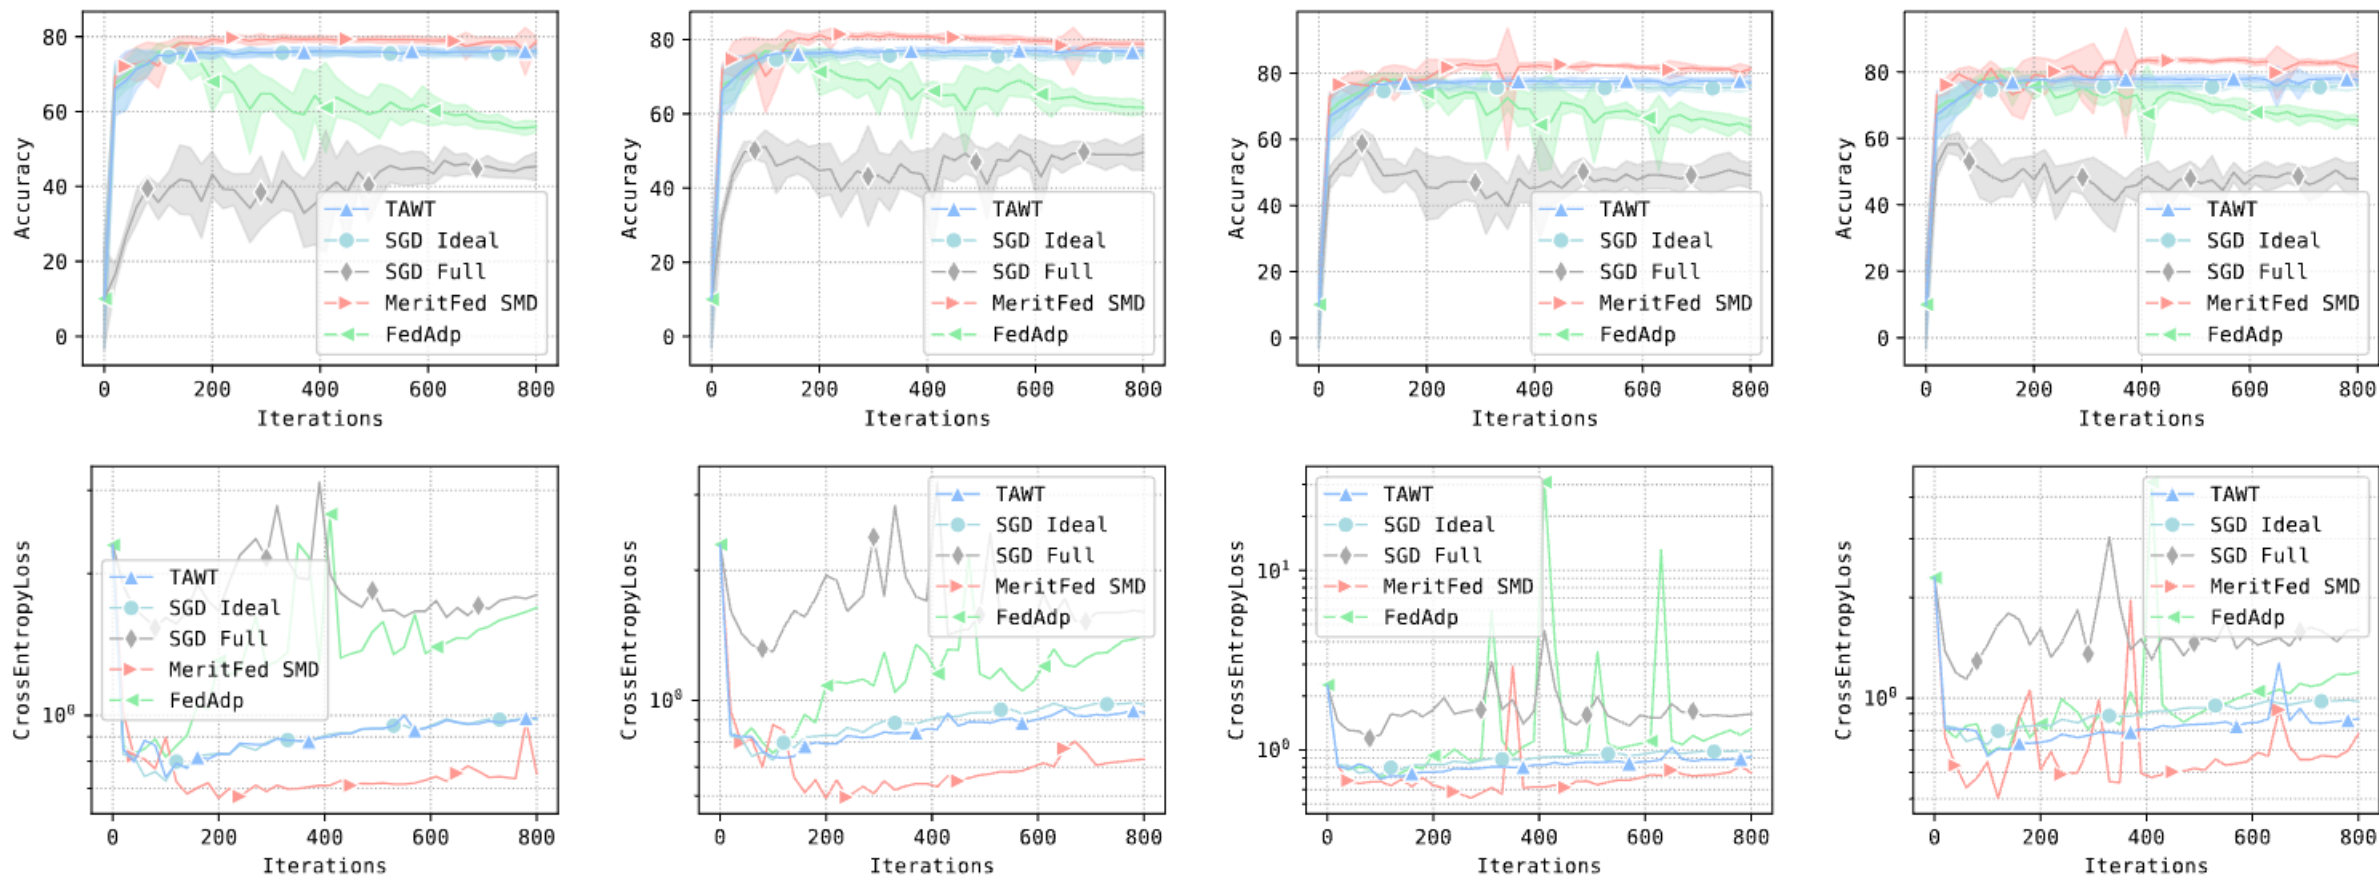 Accuracy
80
60
40
20
0
TAWT
SGD Ideal
SGD Full
MeritFed SMD
FedAdp
0 200 400 600 800
Iterations
Accuracy
80
60
40
20
0
TAWT
SGD Ideal
SGD Full
MeritFed SMD
FedAdp
0 200 400 600 800
Iterations
Accuracy
80
60
40
20
0
TAWT
SGD Ideal
SGD Full
MeritFed SMD
FedAdp
0 200 400 600 800
Iterations
Accuracy
80
60
40
20
0
TAWT
SGD Ideal
SGD Full
MeritFed SMD
FedAdp
0 200 400 600 800
Iterations
CrossEntropyLoss
10⁰
TAWT
SGD Ideal
SGD Full
MeritFed SMD
FedAdp
0 200 400 600 800
Iterations
CrossEntropyLoss
10⁰
TAWT
SGD Ideal
SGD Full
MeritFed SMD
FedAdp
0 200 400 600 800
Iterations
CrossEntropyLoss
10¹
10⁰
TAWT
SGD Ideal
SGD Full
MeritFed SMD
FedAdp
0 200 400 600 800
Iterations
CrossEntropyLoss
10⁰
TAWT
SGD Ideal
SGD Full
MeritFed SMD
FedAdp
0 200 400 600 800
Iterations